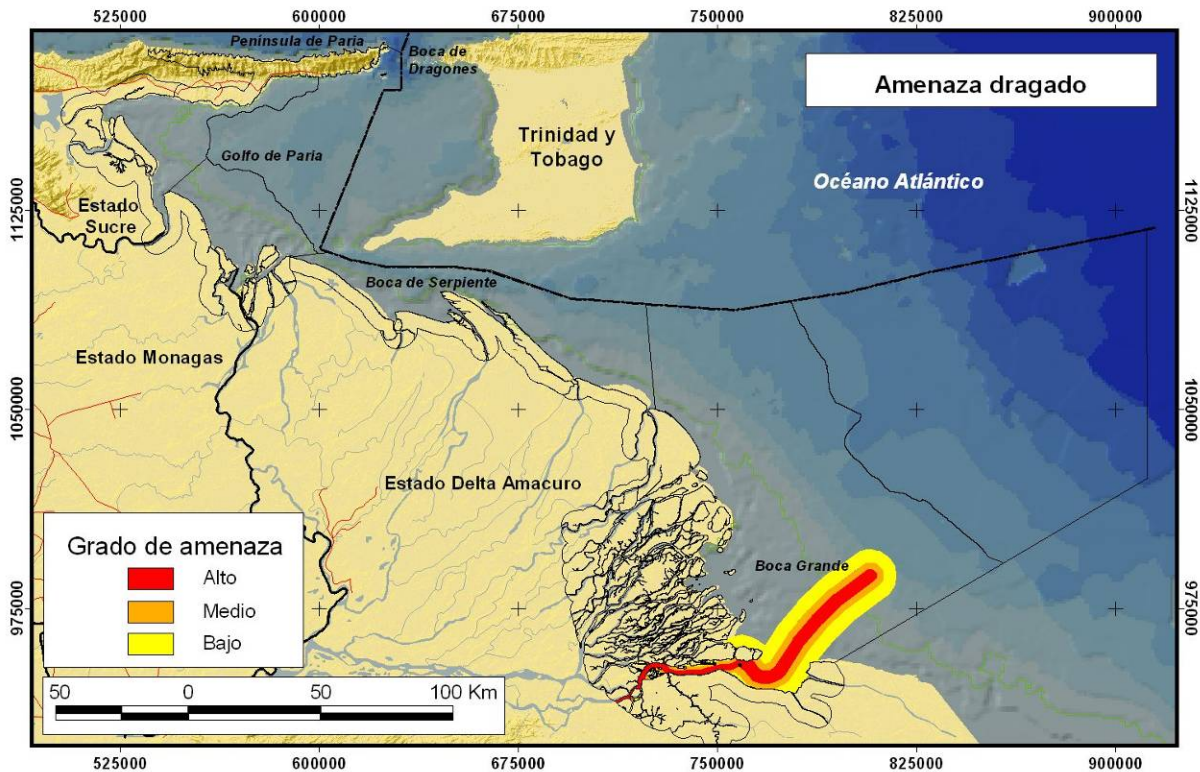 525000 600000 675000 750000 825000 900000
Península de Paria
Boca de
Dragones
Amenaza dragado
Trinidad y
Tobago
Golfo de Paria
Océano Atlántico
Estado
Sucre
1125000
1125000
Boca de Serpiente
Estado Monagas
1050000
1050000
Estado Delta Amacuro
Grado de amenaza
Alto
Medio
Bajo
Boca Grande
975000
975000
50 0 50 100 Km
525000 600000 675000 750000 825000 900000